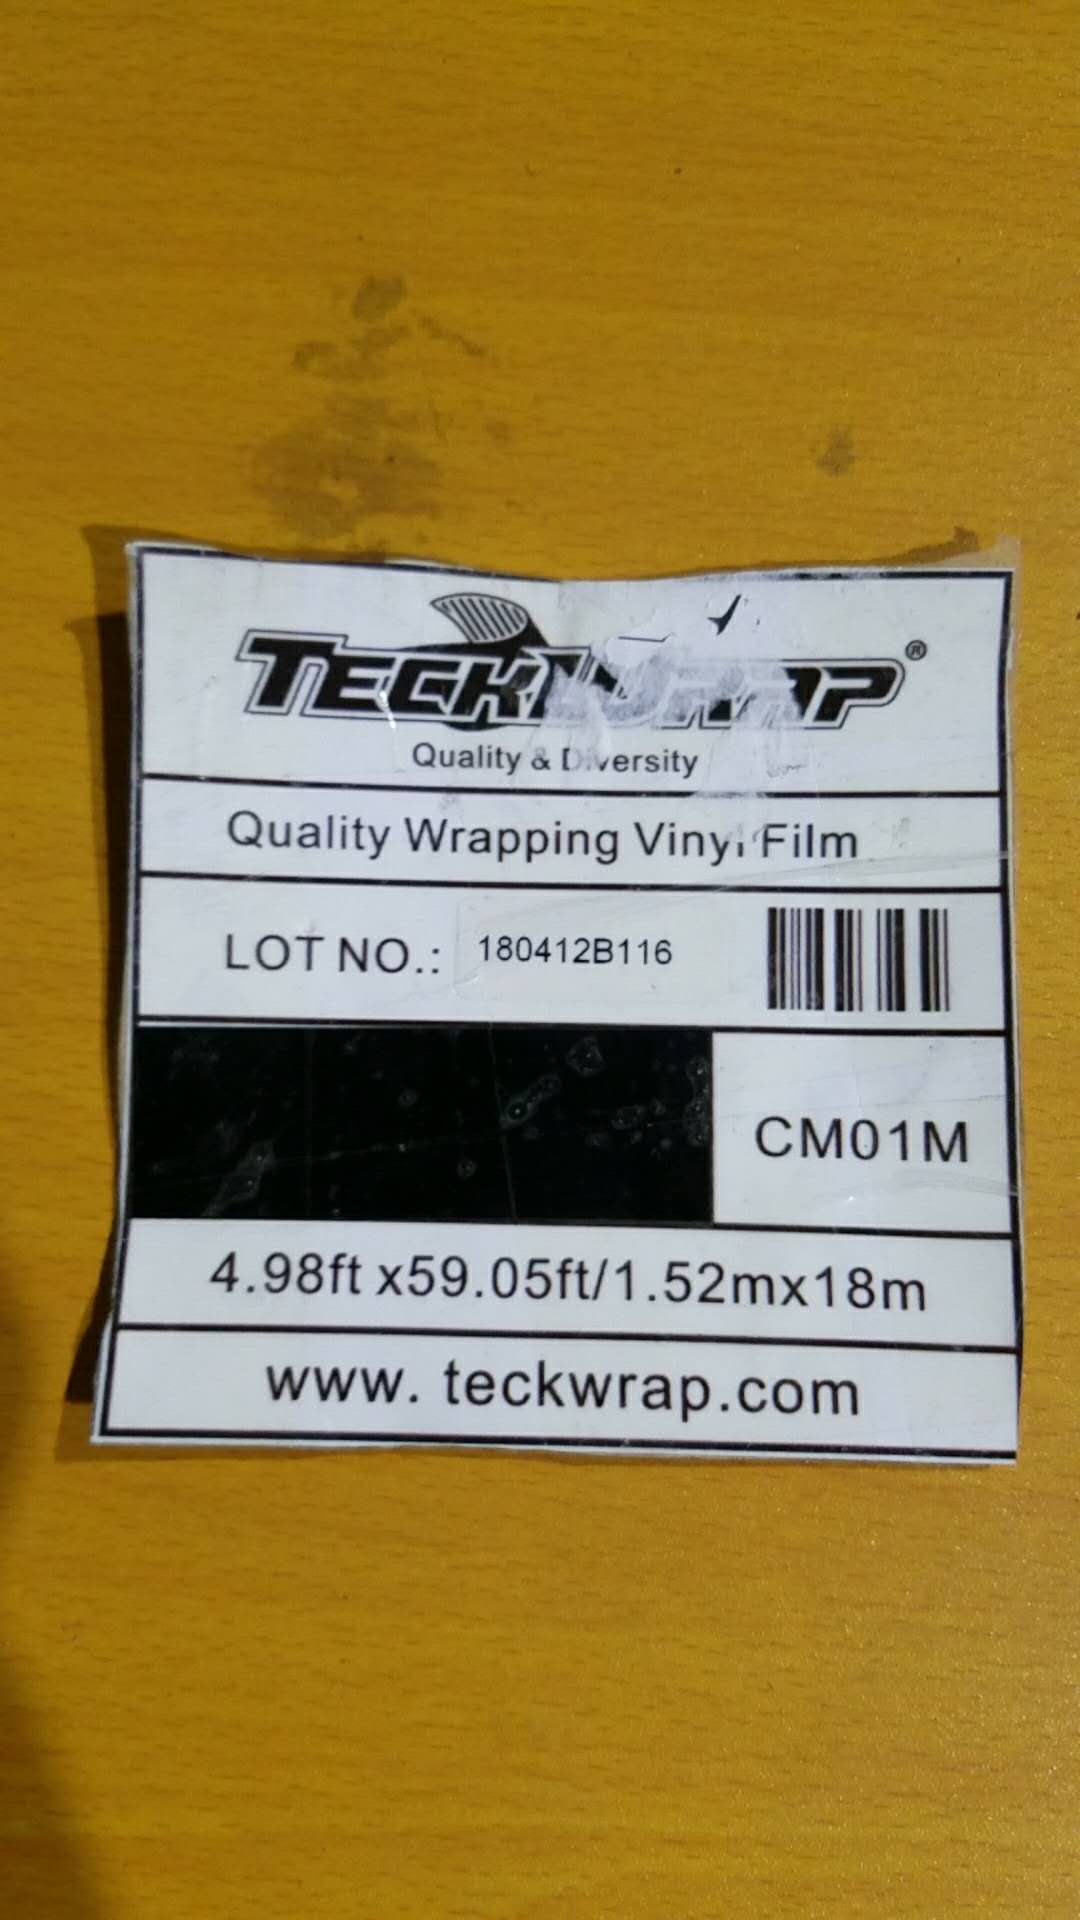 TECKWRAP®
Quality & Diversity
Quality Wrapping Vinyl Film
LOT NO.: 180412B116
CM01M
4.98ft x59.05ft/1.52mx18m
www. teckwrap.com